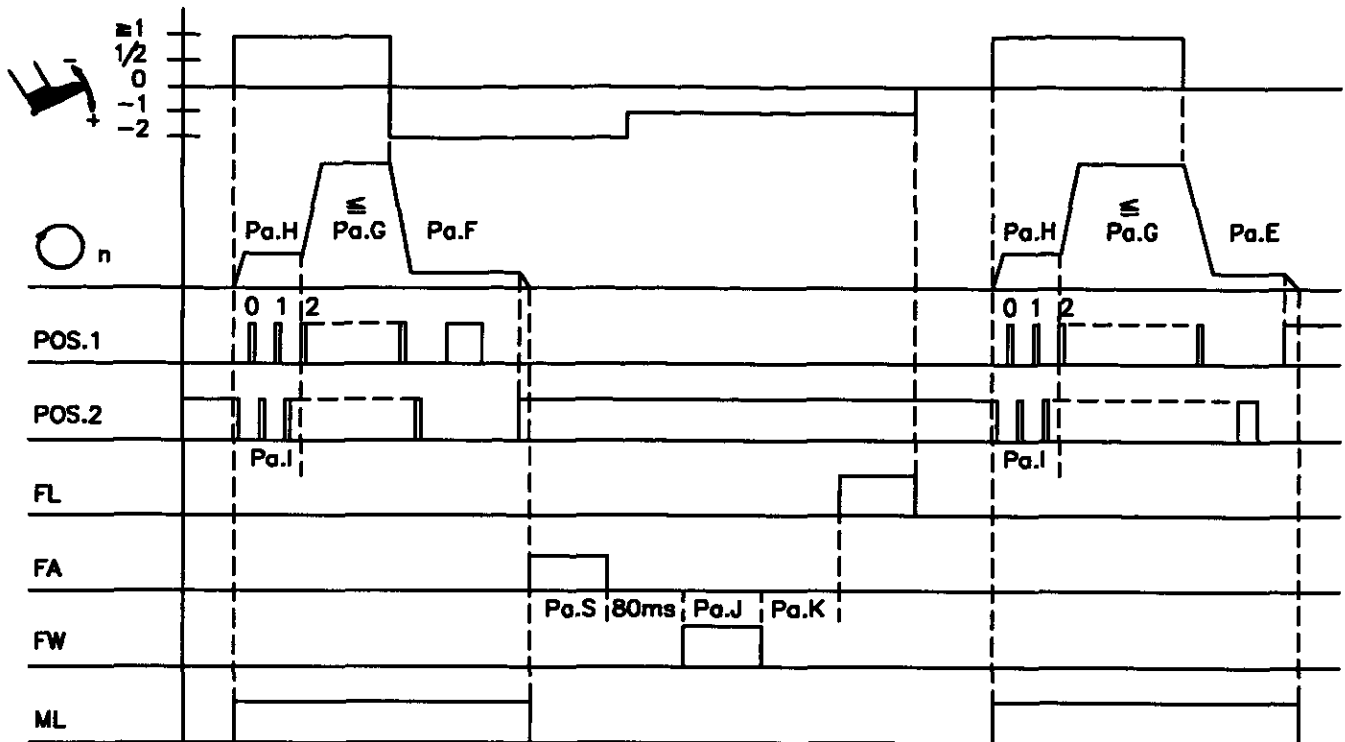 ≧1
1/2
0
-1
-2
- 
+
Pa.H ≦ Pa.G Pa.F Pa.H ≦ Pa.G Pa.E
n
0 1 2 0 1 2
POS.1
POS.2
Pa.I Pa.I
FL
FA
Pa.S 80ms Pa.J Pa.K
FW
ML